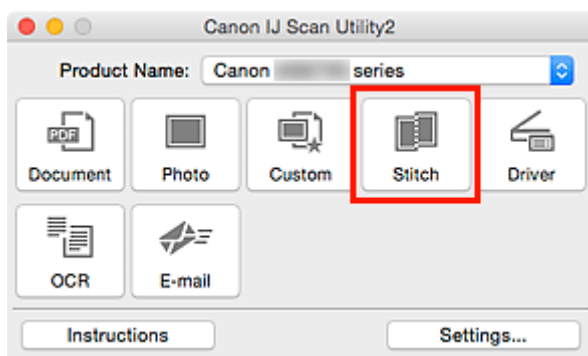 Canon IJ Scan Utility2
Product Name: Canon series
PDF
Document Photo Custom Stitch Driver
OCR E-mail
Instructions Settings...